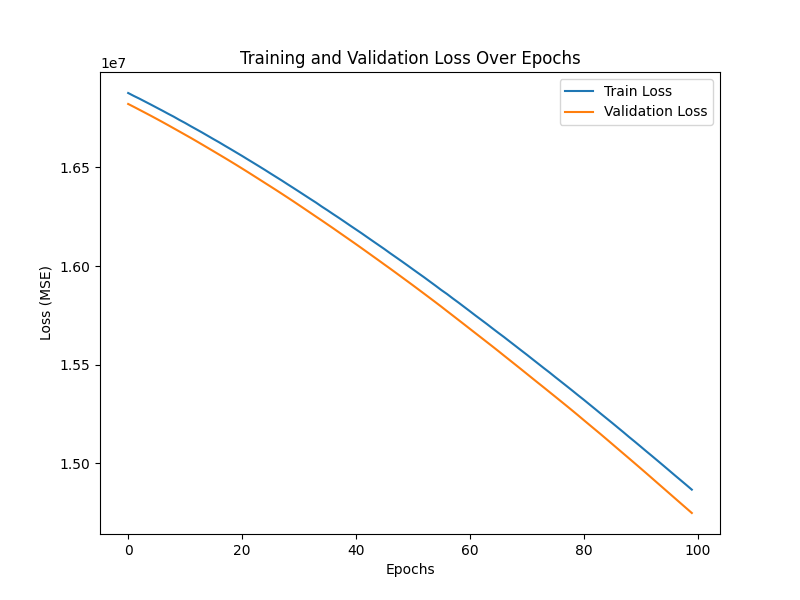 Training and Validation Loss Over Epochs
1e7
Train Loss
Validation Loss
1.65
1.60
1.55
1.50
Loss (MSE)
0 20 40 60 80 100
Epochs